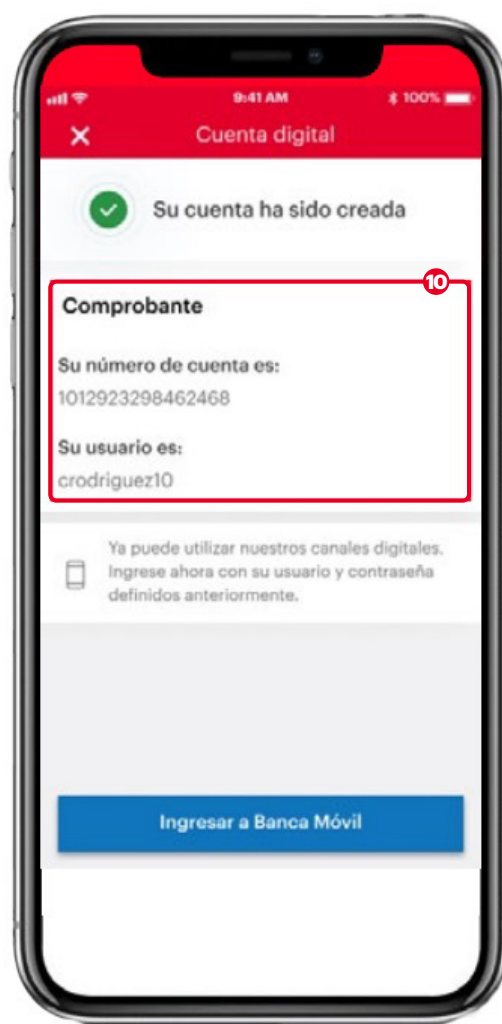 9:41 AM
100%
Cuenta digital
Su cuenta ha sido creada
10
Comprobante
Su número de cuenta es:
1012923298462468
Su usuario es:
crodriguez10
Ya puede utilizar nuestros canales digitales.
Ingrese ahora con su usuario y contraseña
definidos anteriormente.
Ingresar a Banca Móvil